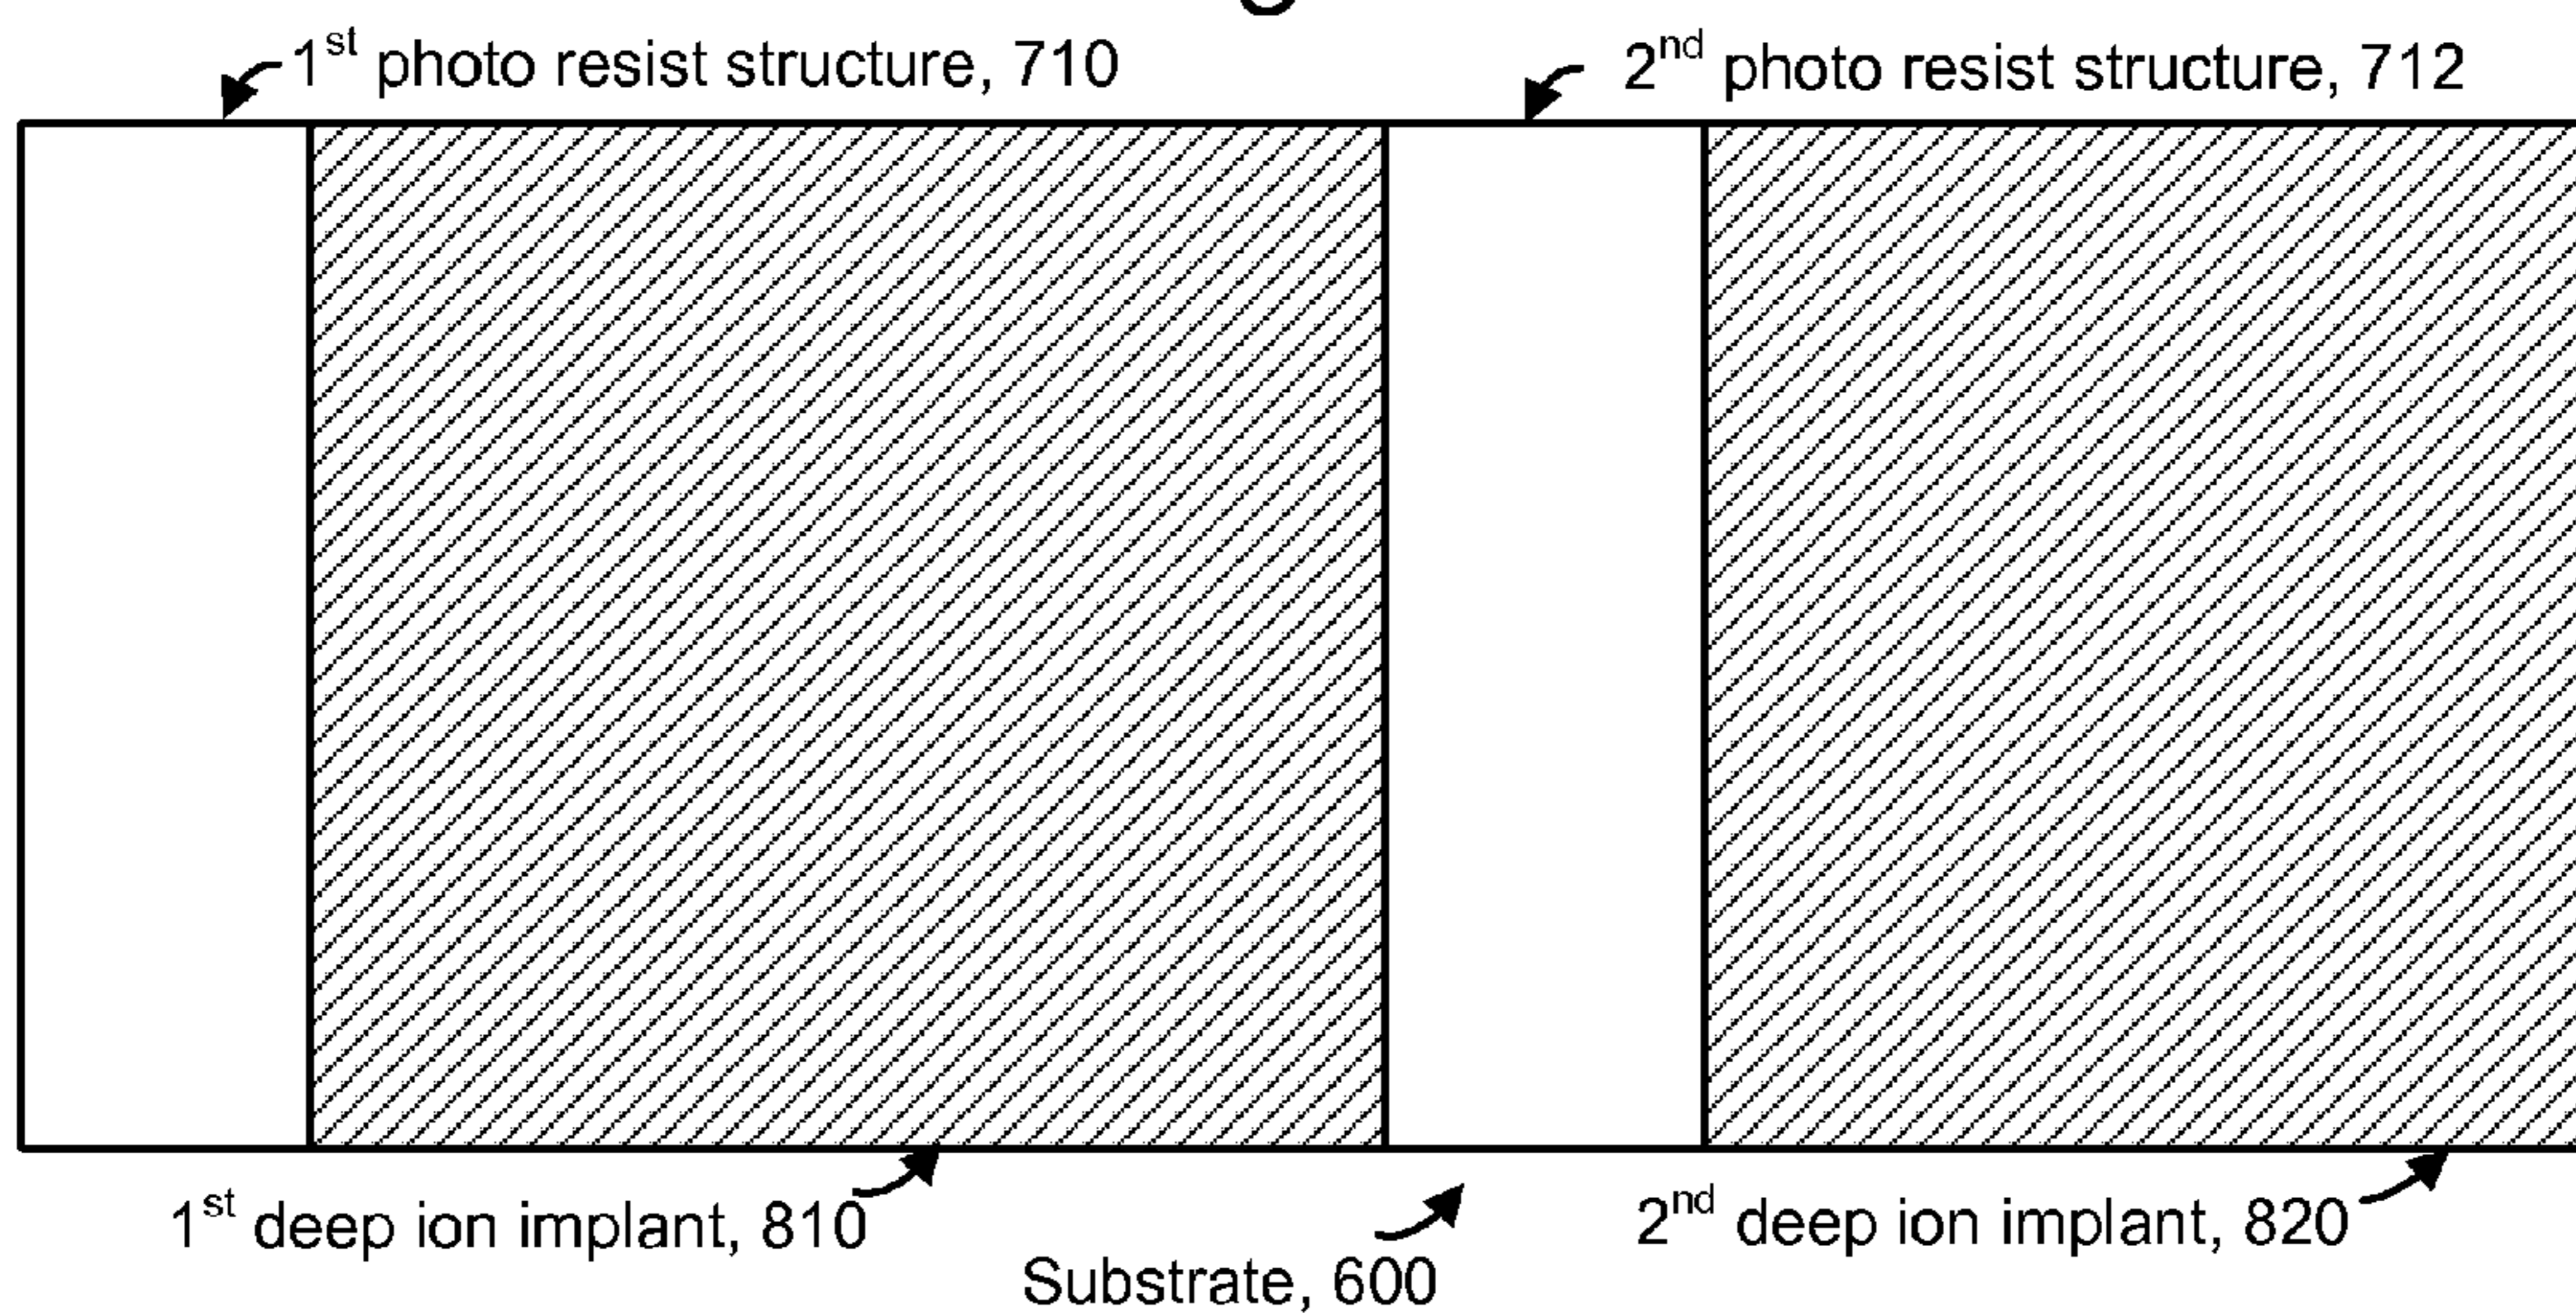 1st photo resist structure, 710
2nd photo resist structure, 712
1st deep ion implant, 810
2nd deep ion implant, 820
Substrate, 600